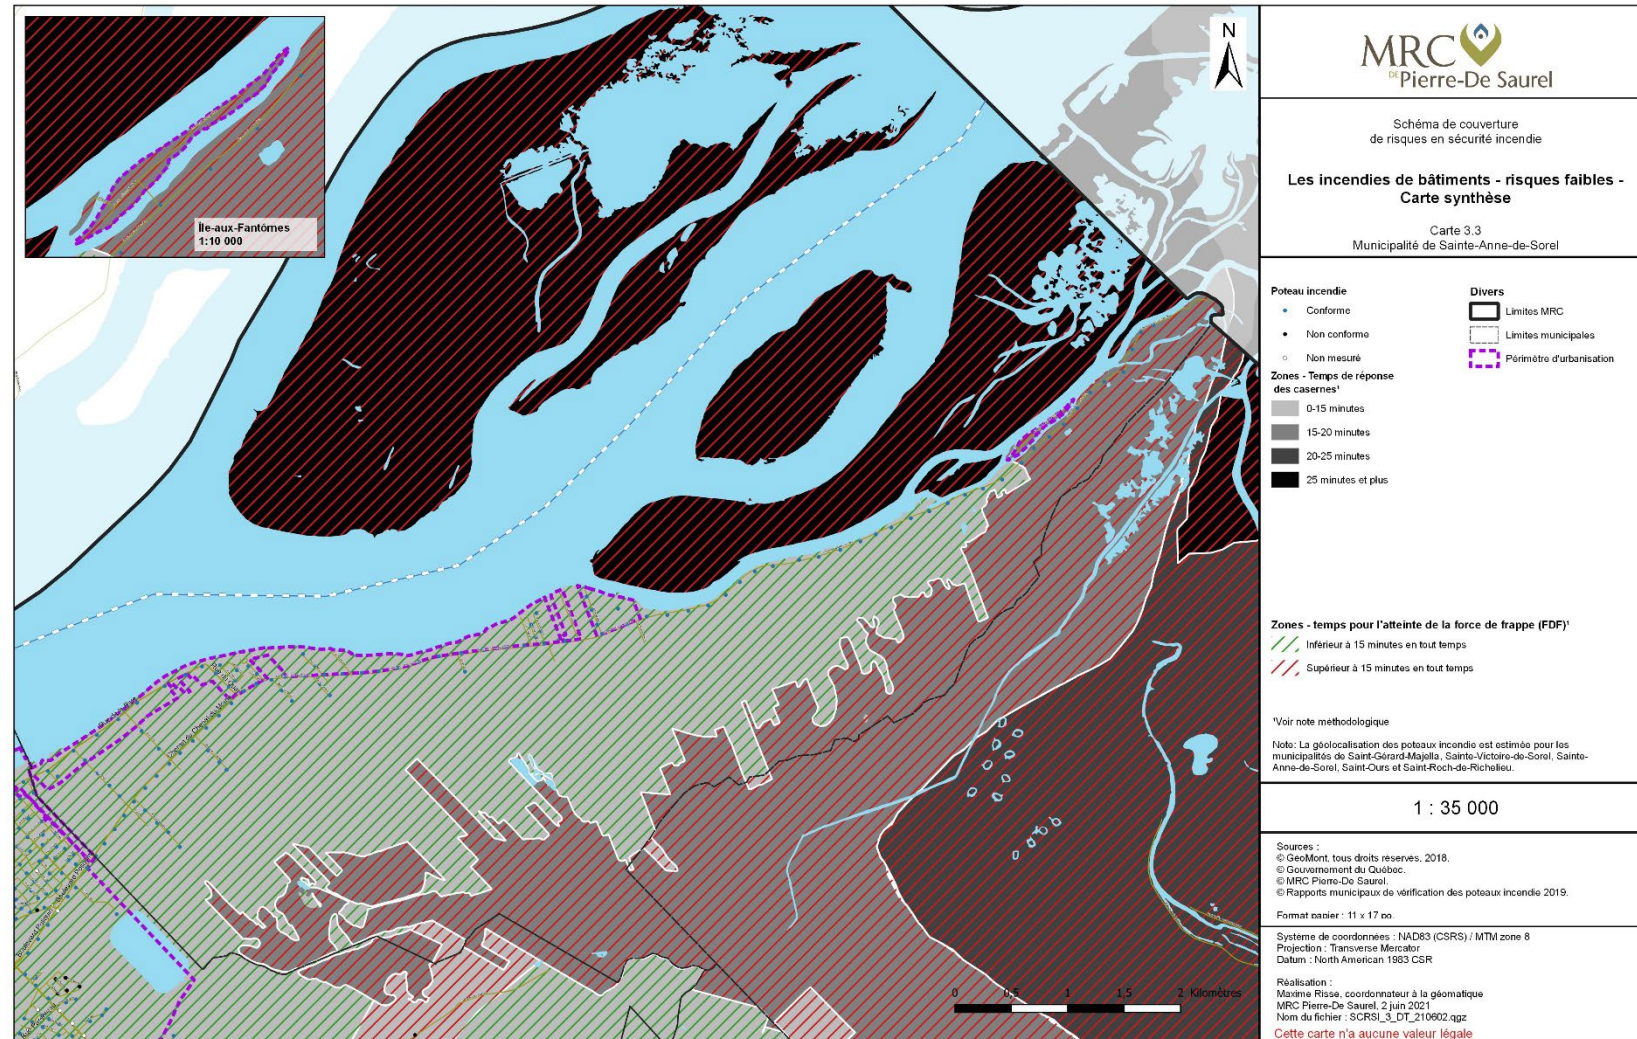 Île-aux-Fantômes
1:10 000
N
MRC
DE Pierre-De Saurel
Schéma de couverture
de risques en sécurité incendie
Les incendies de bâtiments - risques faibles -
Carte synthèse
Carte 3.3
Municipalité de Sainte-Anne-de-Sorel
Poteau incendie
Conforme
Non conforme
Non mesuré
Zones - Temps de réponse
des casernes¹
0-15 minutes
15-20 minutes
20-25 minutes
25 minutes et plus
Divers
Limites MRC
Limites municipales
Périmètre d'urbanisation
Zones - temps pour l'atteinte de la force de frappe (FDF)¹
Inférieur à 15 minutes en tout temps
Supérieur à 15 minutes en tout temps
¹Voir note méthodologique
Note: La géolocalisation des poteaux incendie est estimée pour les
municipalités de Saint-Gérard-Majella, Sainte-Victoire-de-Sorel, Sainte-
Anne-de-Sorel, Saint-Ours et Saint-Roch-de-Richelieu.
1 : 35 000
Sources :
© GéoMont, tous droits réservés, 2018.
© Gouvernement du Québec.
© MRC Pierre-De Saurel.
© Rapports municipaux de vérification des poteaux incendie 2019.
Format papier : 11 x 17 po.
Système de coordonnées : NAD83 (CSRS) / MTM zone 8
Projection : Transverse Mercator
Datum : North American 1983 CSR
Réalisation :
Maxime Risse, coordonnateur à la géomatique
MRC Pierre-De Saurel, 2 juin 2021
Nom du fichier : SCRSI_3_DT_210602.qgz
Cette carte n'a aucune valeur légale
0 0,5 1 1,5 2 Kilomètres